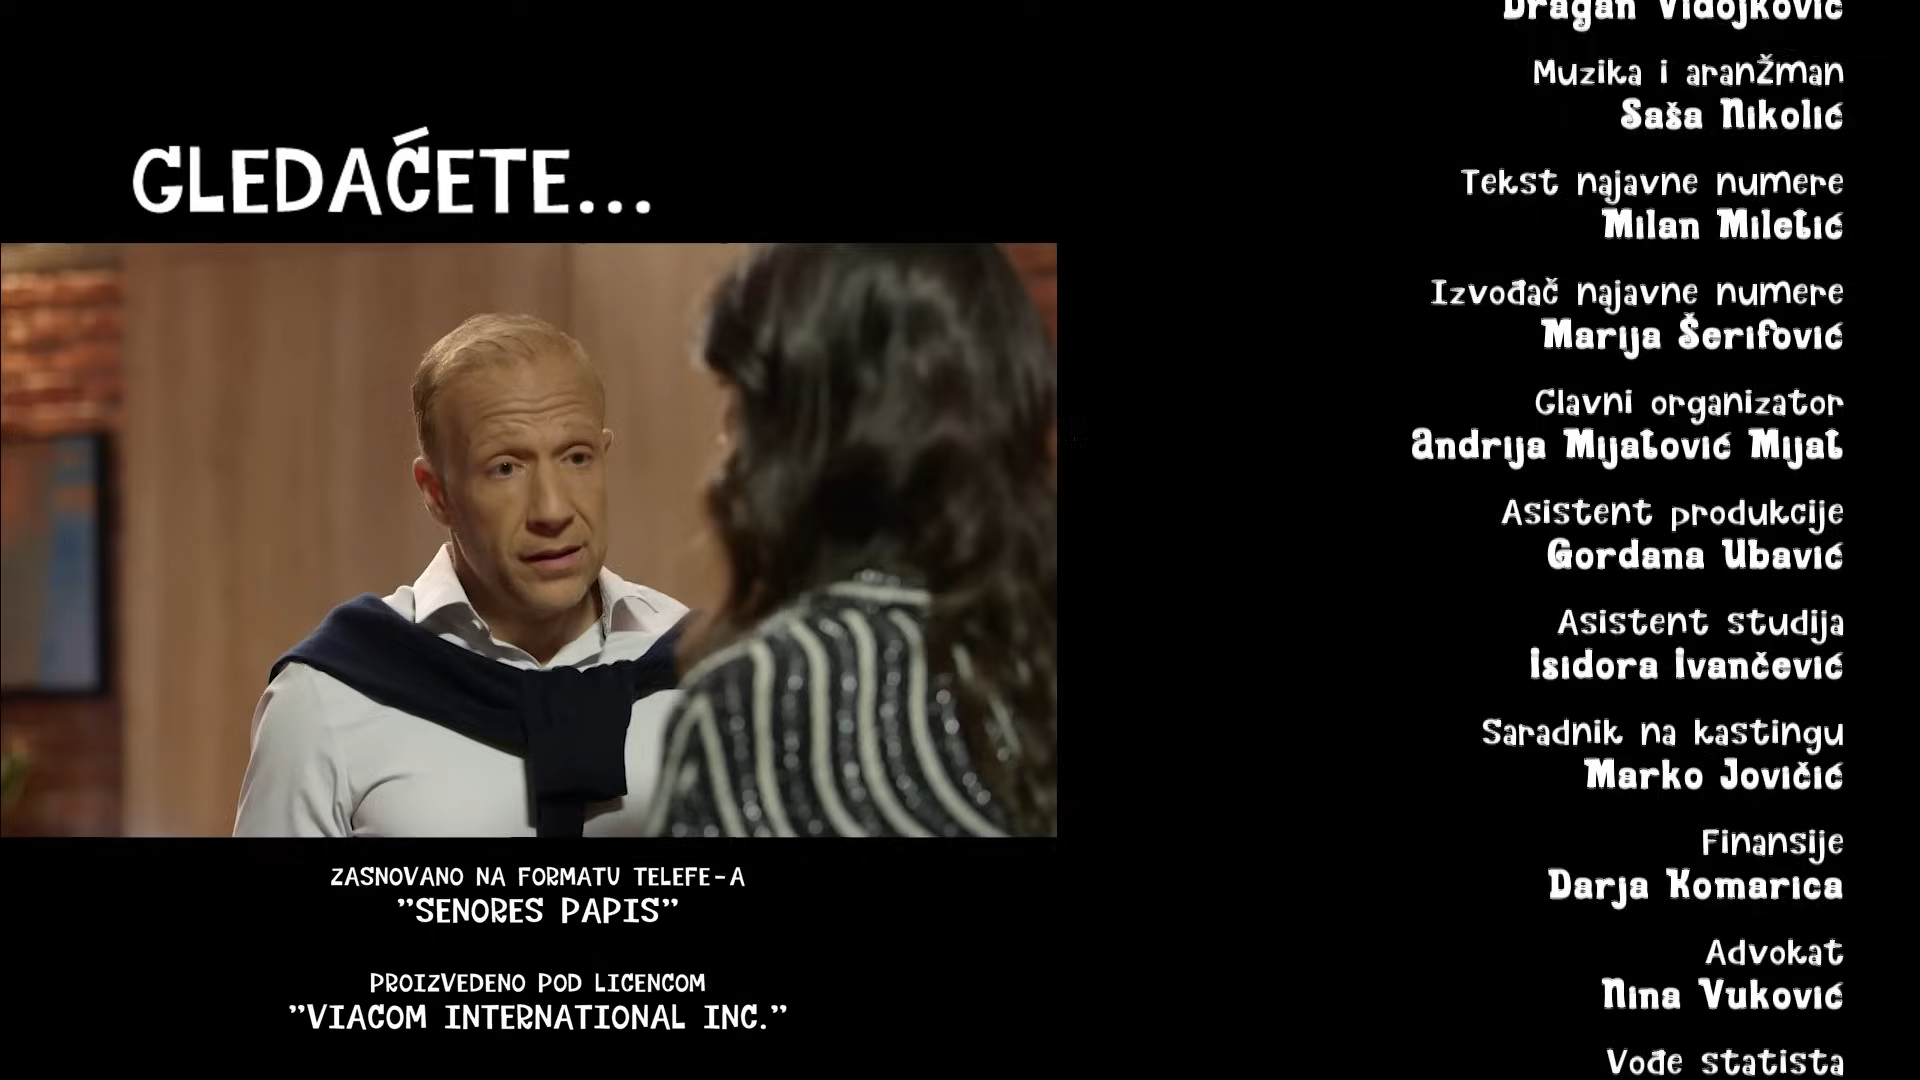 GLEDAĆETE...
ZASNOVANO NA FORMATU TELEFE-A
”SENORES PAPIS”
PROIZVEDENO POD LICENCOM
”VIACOM INTERNATIONAL INC.”
Dragan Vidojković
Muzika i aranžman
Saša Nikolić
Tekst najavne numere
Milan Miletić
Izvođač najavne numere
Marija Šerifović
Glavni organizator
Andrija Mijatović Mijat
Asistent produkcije
Gordana Ubavić
Asistent studija
Isidora Ivančević
Saradnik na kastingu
Marko Jovičić
Finansije
Darja Komarica
Advokat
Nina Vuković
Vođe statista